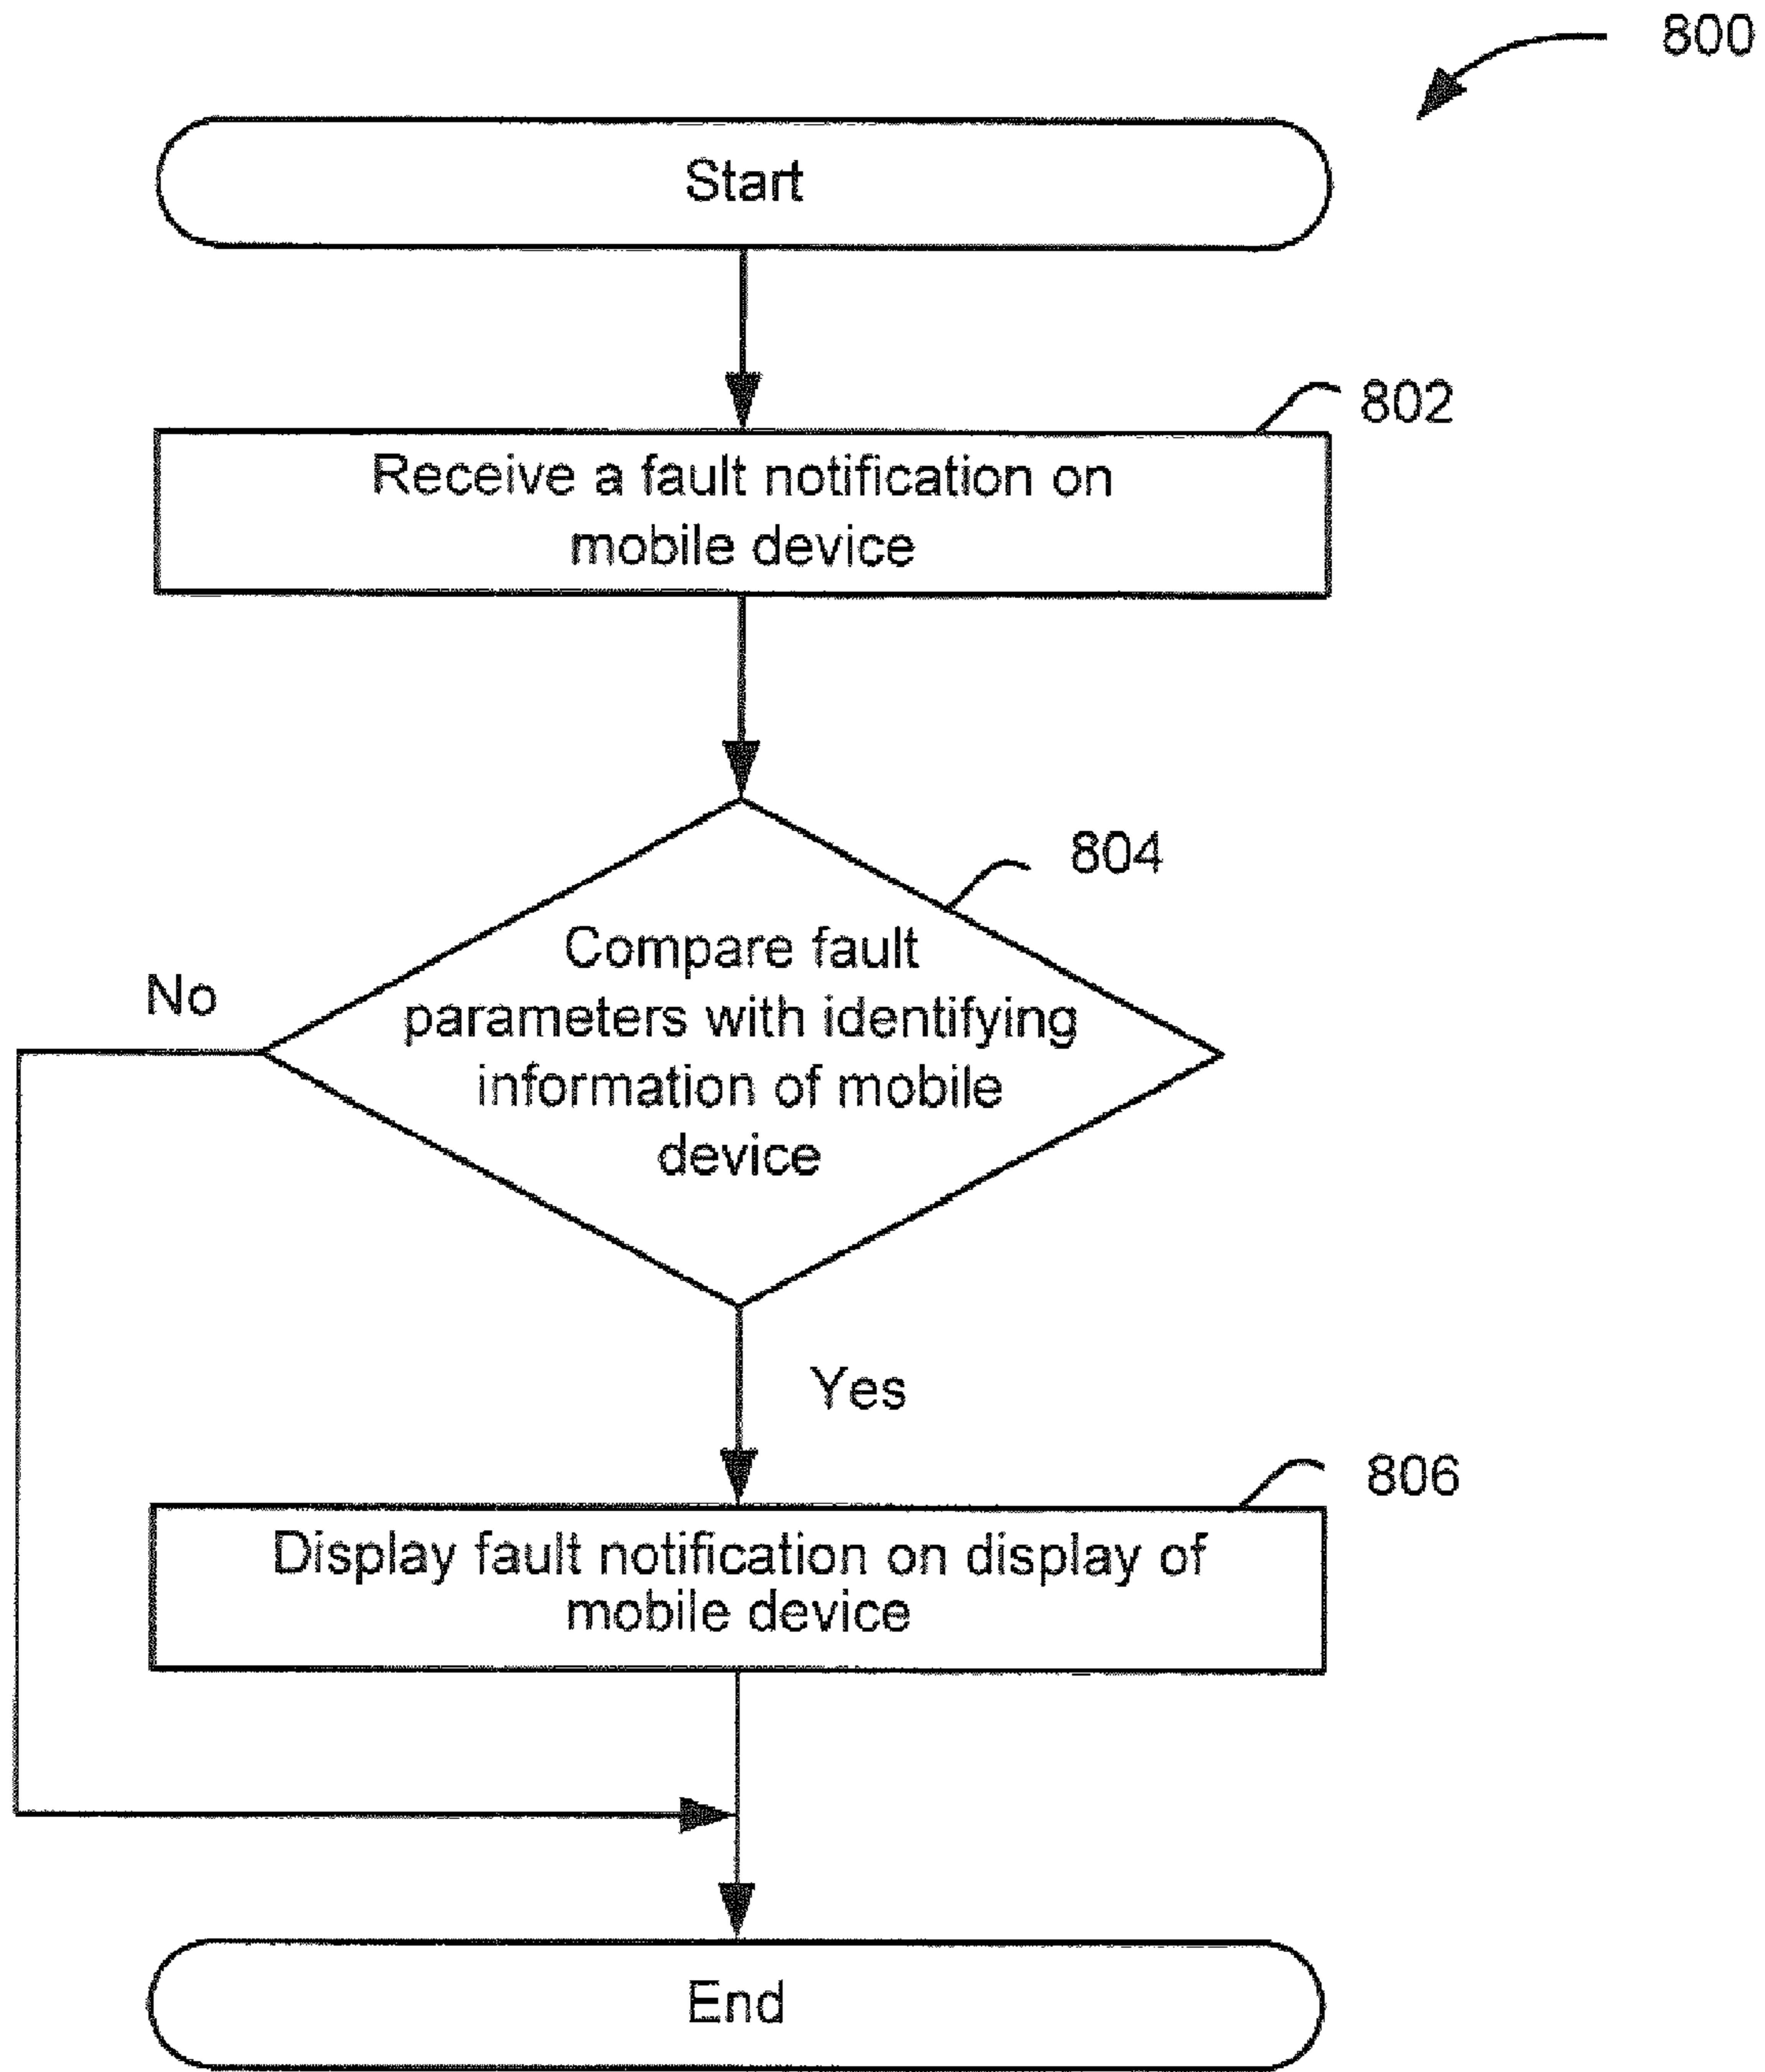 800
Start
802
Receive a fault notification on
mobile device
804
Compare fault
parameters with identifying
information of mobile
device
No
Yes
806
Display fault notification on display of
mobile device
End